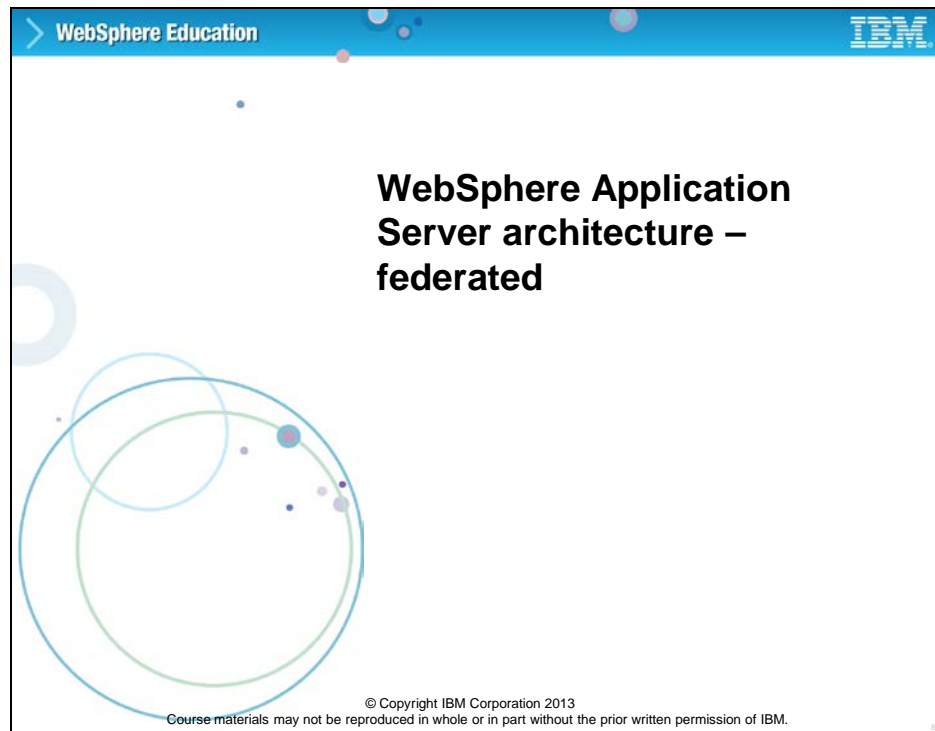 WebSphere Education
IBM.
WebSphere Application
Server architecture –
federated
© Copyright IBM Corporation 2013
Course materials may not be reproduced in whole or in part without the prior written permission of IBM.